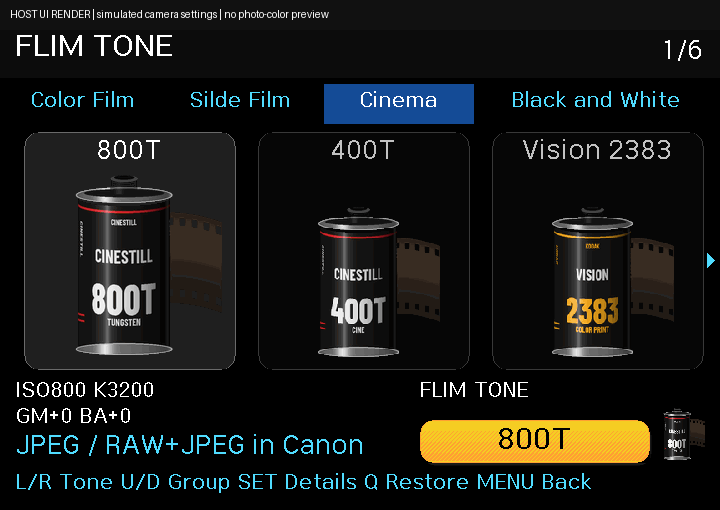 HOST UI RENDER | simulated camera settings | no photo-color preview
FLIM TONE
1/6
Color Film
Silde Film
Cinema
Black and White
800T
400T
Vision 2383
CINESTILL
CINESTILL
800T
TUNGSTEN
CINESTILL
400T
CINE
KODAK
VISION
2383
COLOR PRINT
ISO800 K3200
GM+0 BA+0
JPEG / RAW+JPEG in Canon
FLIM TONE
800T
800T
L/R Tone U/D Group SET Details Q Restore MENU Back